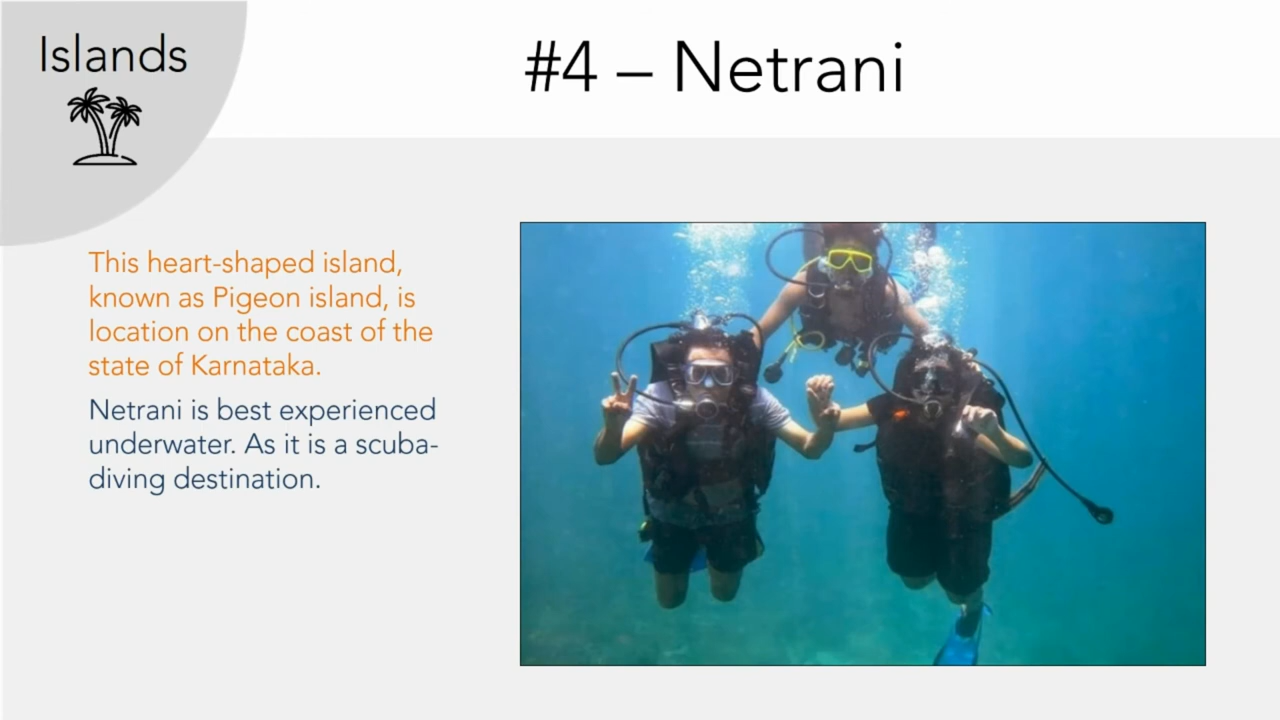 Islands
#4 – Netrani
This heart-shaped island,
known as Pigeon island, is
location on the coast of the
state of Karnataka.
Netrani is best experienced
underwater. As it is a scuba-
diving destination.